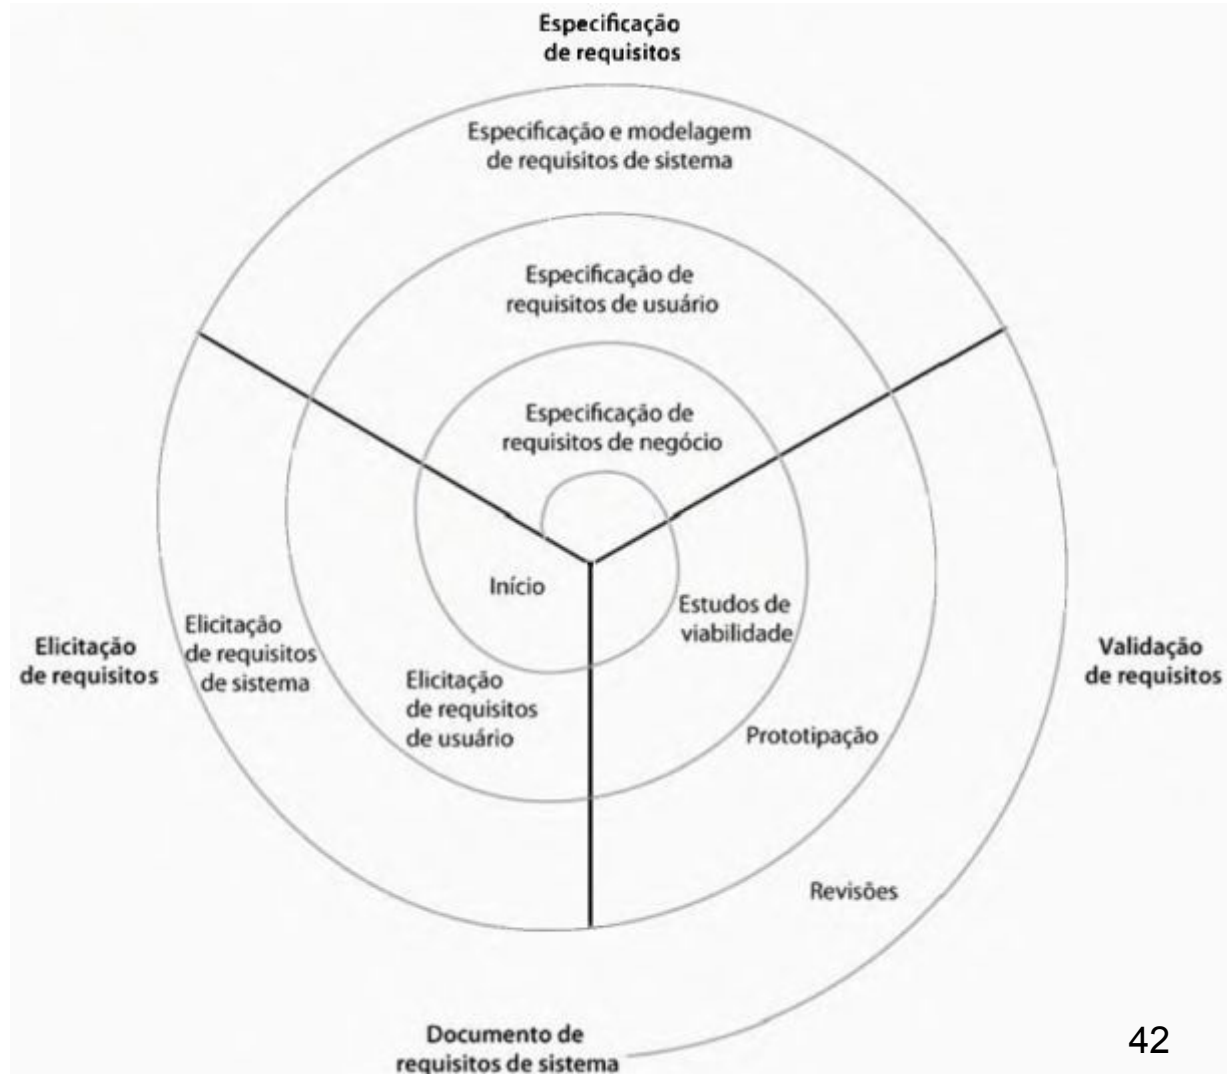 Especificação
de requisitos
Especificação e modelagem
de requisitos de sistema
Especificação de
requisitos de usuário
Especificação de
requisitos de negócio
Início
Estudos de
viabilidade
Elicitação
de requisitos
Elicitação
de requisitos
de sistema
Elicitação
de requisitos
de usuário
Validação
de requisitos
Prototipação
Revisões
Documento de
requisitos de sistema
42